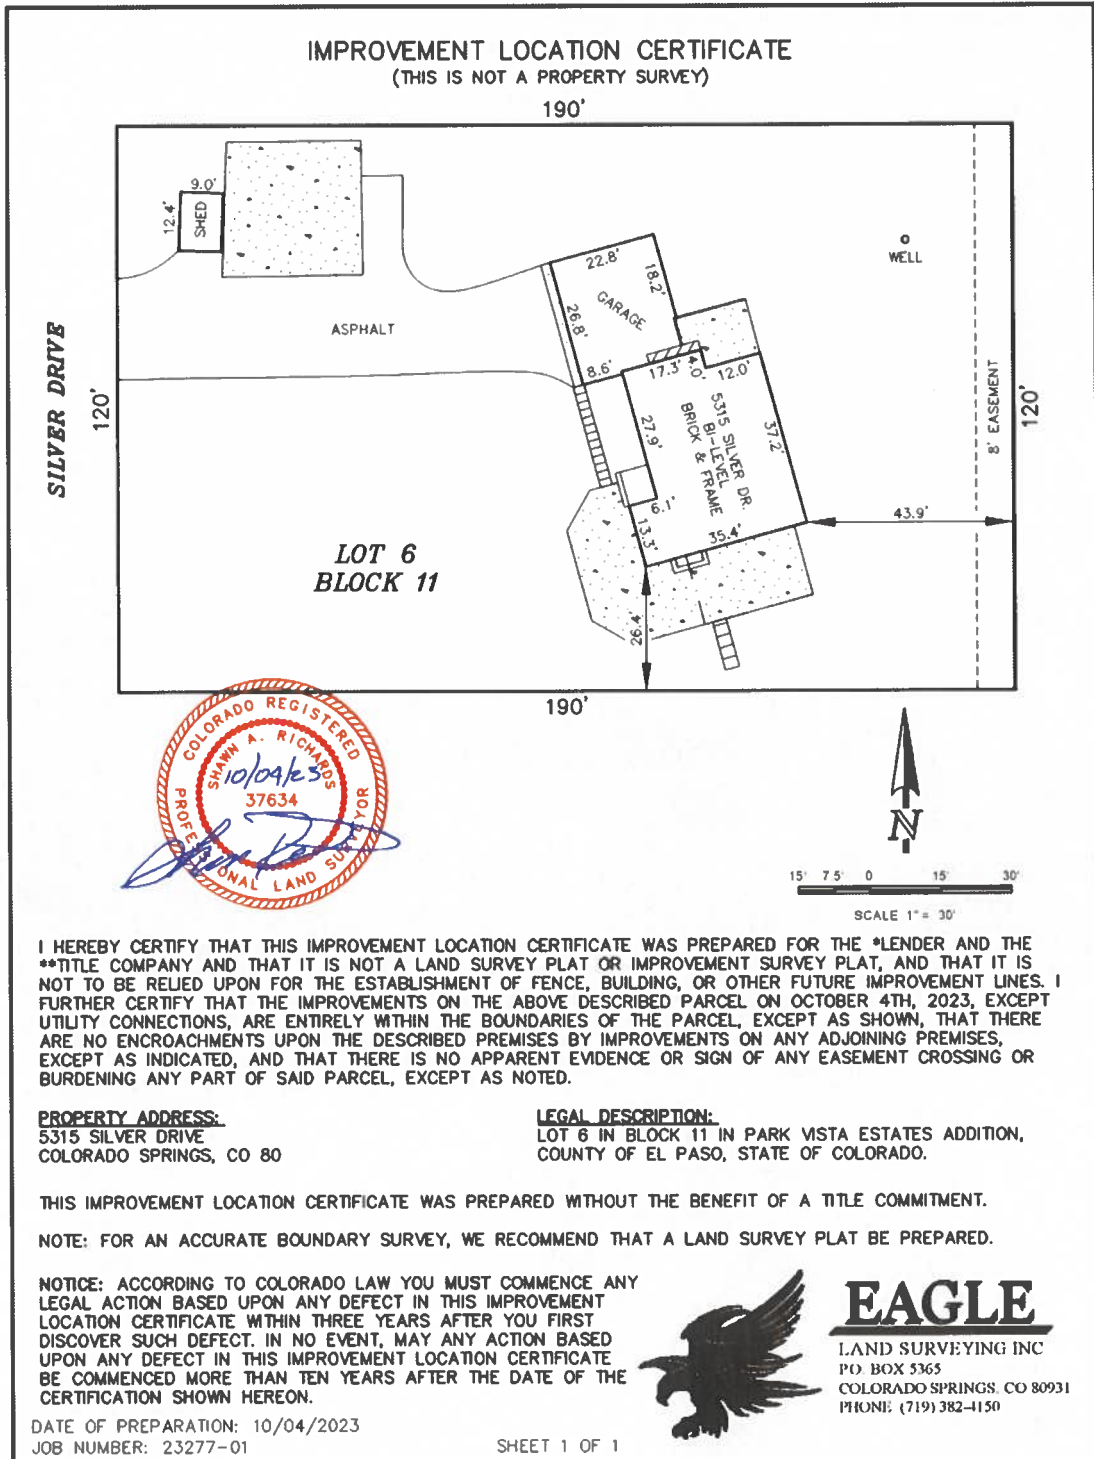 IMPROVEMENT LOCATION CERTIFICATE
(THIS IS NOT A PROPERTY SURVEY)
190'
9.0'
12.4'
SHED
ASPHALT
22.8'
18.2'
GARAGE
26.8'
8.6'
17.3'
4.0'
12.0'
WELL
SILVER DRIVE
120'
8' EASEMENT
120'
27.9'
5315 SILVER DR.
BI-LEVEL
BRICK & FRAME
37.2'
6.1'
13.3'
35.4'
43.9'
LOT 6
BLOCK 11
26.4'
190'
COLORADO REGISTERED
SHAWN A. RICHARDS
10/04/23
37634
PROFESSIONAL LAND SURVEYOR
N
15' 7 5' 0 15' 30'
SCALE 1"= 30'
I HEREBY CERTIFY THAT THIS IMPROVEMENT LOCATION CERTIFICATE WAS PREPARED FOR THE *LENDER AND THE
**TITLE COMPANY AND THAT IT IS NOT A LAND SURVEY PLAT OR IMPROVEMENT SURVEY PLAT, AND THAT IT IS
NOT TO BE RELIED UPON FOR THE ESTABLISHMENT OF FENCE, BUILDING, OR OTHER FUTURE IMPROVEMENT LINES. I
FURTHER CERTIFY THAT THE IMPROVEMENTS ON THE ABOVE DESCRIBED PARCEL ON OCTOBER 4TH, 2023, EXCEPT
UTILITY CONNECTIONS, ARE ENTIRELY WITHIN THE BOUNDARIES OF THE PARCEL, EXCEPT AS SHOWN, THAT THERE
ARE NO ENCROACHMENTS UPON THE DESCRIBED PREMISES BY IMPROVEMENTS ON ANY ADJOINING PREMISES,
EXCEPT AS INDICATED, AND THAT THERE IS NO APPARENT EVIDENCE OR SIGN OF ANY EASEMENT CROSSING OR
BURDENING ANY PART OF SAID PARCEL, EXCEPT AS NOTED.
PROPERTY ADDRESS:
5315 SILVER DRIVE
COLORADO SPRINGS, CO 80
LEGAL DESCRIPTION:
LOT 6 IN BLOCK 11 IN PARK VISTA ESTATES ADDITION,
COUNTY OF EL PASO, STATE OF COLORADO.
THIS IMPROVEMENT LOCATION CERTIFICATE WAS PREPARED WITHOUT THE BENEFIT OF A TITLE COMMITMENT.
NOTE: FOR AN ACCURATE BOUNDARY SURVEY, WE RECOMMEND THAT A LAND SURVEY PLAT BE PREPARED.
NOTICE: ACCORDING TO COLORADO LAW YOU MUST COMMENCE ANY
LEGAL ACTION BASED UPON ANY DEFECT IN THIS IMPROVEMENT
LOCATION CERTIFICATE WITHIN THREE YEARS AFTER YOU FIRST
DISCOVER SUCH DEFECT. IN NO EVENT, MAY ANY ACTION BASED
UPON ANY DEFECT IN THIS IMPROVEMENT LOCATION CERTIFICATE
BE COMMENCED MORE THAN TEN YEARS AFTER THE DATE OF THE
CERTIFICATION SHOWN HEREON.
EAGLE
LAND SURVEYING INC
PO. BOX 5365
COLORADO SPRINGS, CO 80931
PHONE (719) 382-4150
DATE OF PREPARATION: 10/04/2023
JOB NUMBER: 23277-01
SHEET 1 OF 1